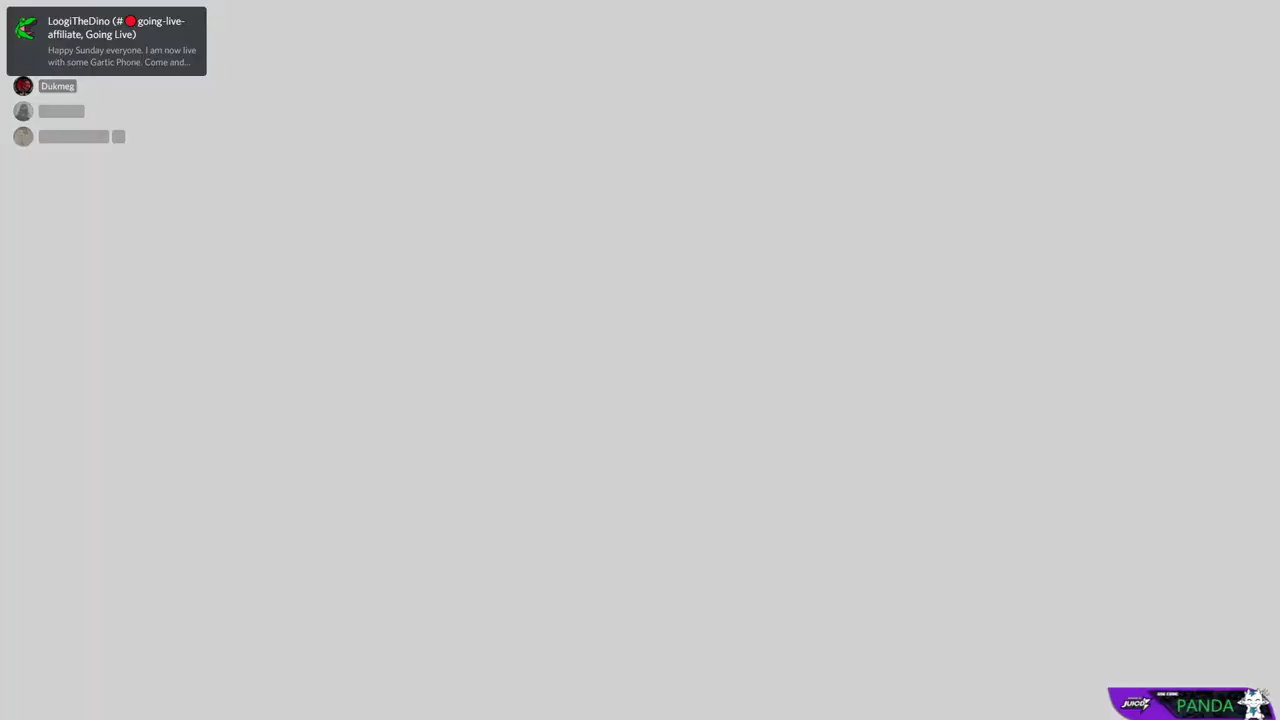 LoogiTheDino (# going-live-
affiliate, Going Live)
Happy Sunday everyone. I am now live
with some Gartic Phone. Come and...
Dukmeg
JUICD
PANDA